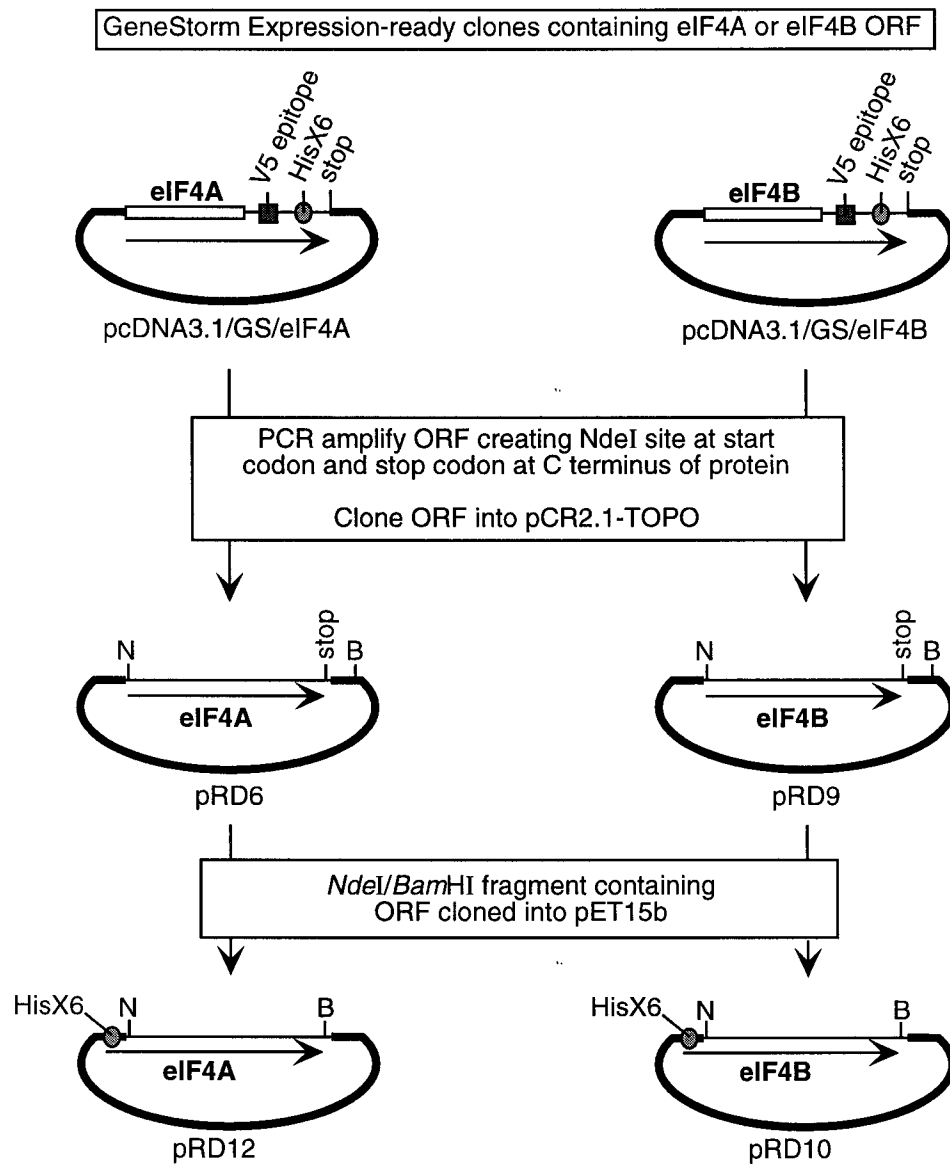 GeneStorm Expression-ready clones containing eIF4A or eIF4B ORF
V5 epitope
HisX6
stop
eIF4A
pcDNA3.1/GS/eIF4A
V5 epitope
HisX6
stop
eIF4B
pcDNA3.1/GS/eIF4B
PCR amplify ORF creating NdeI site at start
codon and stop codon at C terminus of protein
Clone ORF into pCR2.1-TOPO
N
stop
B
eIF4A
pRD6
N
stop
B
eIF4B
pRD9
NdeI/BamHI fragment containing
ORF cloned into pET15b
HisX6
N
B
eIF4A
pRD12
HisX6
N
B
eIF4B
pRD10